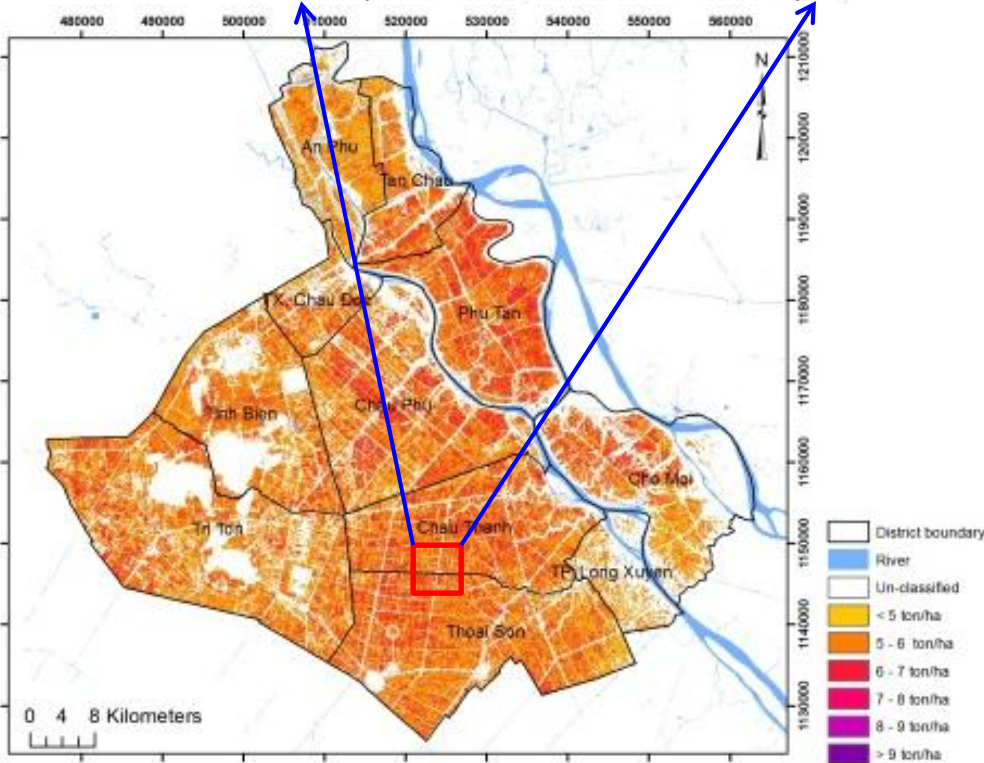 480000 490000 500000 510000 520000 530000 540000 550000 560000
1210000
N
1200000
An Phu
Tan Chau
1190000
TX. Chau Doc
1180000
Phu Tan
1170000
Chau Phu
Tinh Bien
1160000
Cho Moi
Tri Ton
Chau Thanh
1150000
TP. Long Xuyen
1140000
Thoai Son
1130000
0 4 8 Kilometers
District boundary
River
Un-classified
< 5 ton/ha
5 - 6 ton/ha
6 - 7 ton/ha
7 - 8 ton/ha
8 - 9 ton/ha
> 9 ton/ha